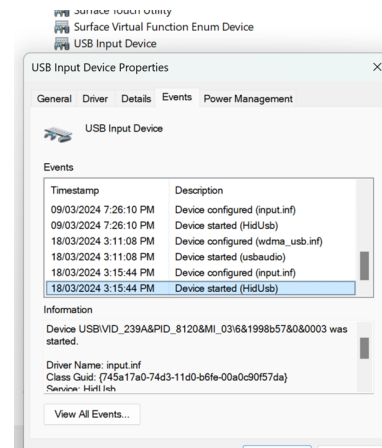 Surface Touch Utility
Surface Virtual Function Enum Device
USB Input Device
USB Input Device Properties
General Driver Details Events Power Management
USB Input Device
Events
Timestamp Description
09/03/2024 7:26:10 PM Device configured (input.inf)
09/03/2024 7:26:10 PM Device started (HidUsb)
18/03/2024 3:11:08 PM Device configured (wdma_usb.inf)
18/03/2024 3:11:08 PM Device started (usbaudio)
18/03/2024 3:15:44 PM Device configured (input.inf)
18/03/2024 3:15:44 PM Device started (HidUsb)
Information
Device USB\VID_239A&PID_8120&MI_03\6&1998b57&0&0003 was
started.
Driver Name: input.inf
Class Guid: {745a17a0-74d3-11d0-b6fe-00a0c90f57da}
Service: HidUsb
View All Events...